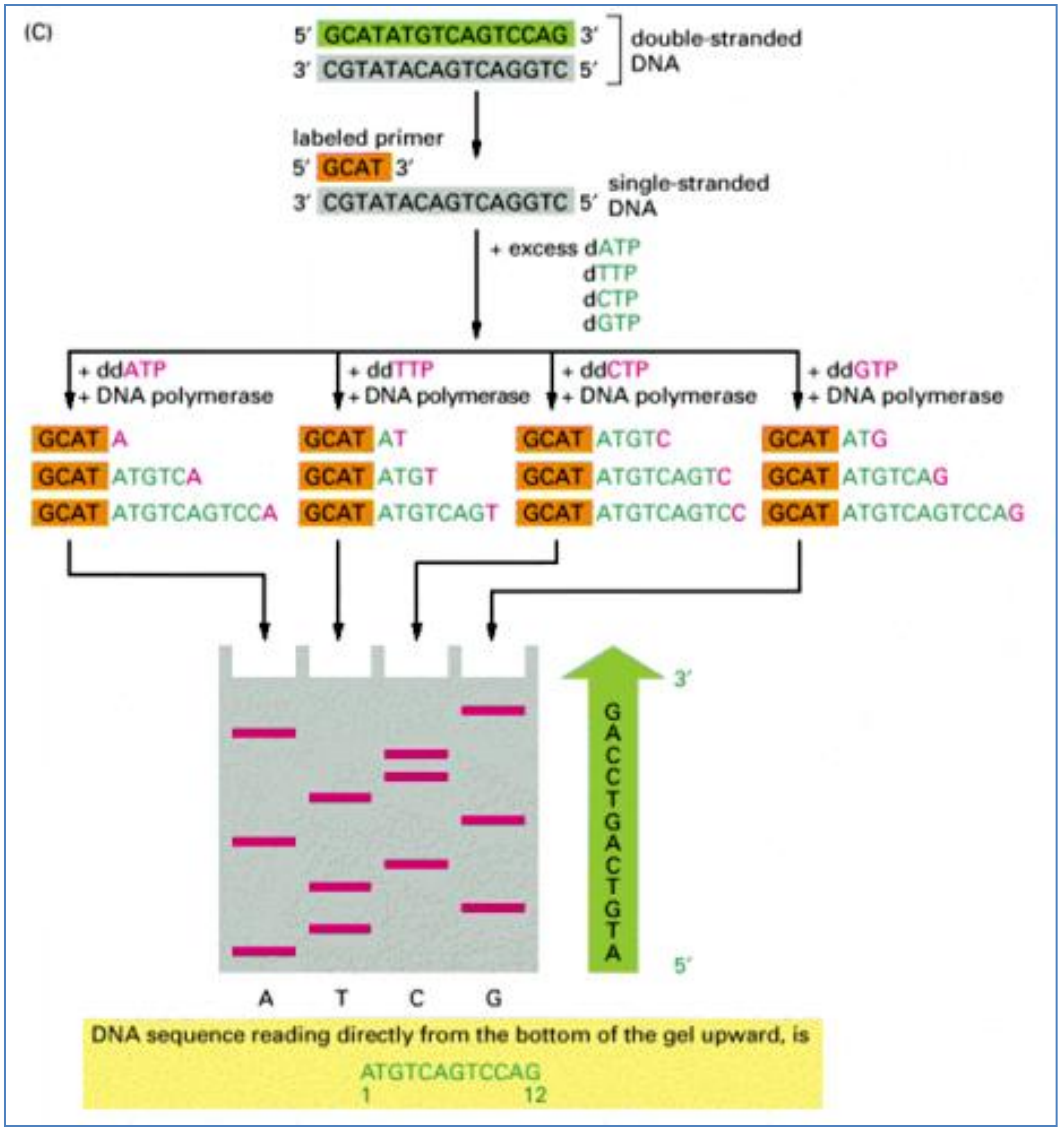 (C)
5′ GCATATGTCAGTCCAG 3′
3′ CGTATACAGTCAGGTC 5′
double-stranded
DNA
labeled primer
5′ GCAT 3′
3′ CGTATACAGTCAGGTC 5′
single-stranded
DNA
+ excess dATP
dTTP
dCTP
dGTP
+ ddATP
+ DNA polymerase
GCAT A
GCAT ATGTCA
GCAT ATGTCAGTCCA
+ ddTTP
+ DNA polymerase
GCAT AT
GCAT ATGT
GCAT ATGTCAGT
+ ddCTP
+ DNA polymerase
GCAT ATGTC
GCAT ATGTCAGTC
GCAT ATGTCAGTCC
+ ddGTP
+ DNA polymerase
GCAT ATG
GCAT ATGTCAG
GCAT ATGTCAGTCCAG
3′
G
A
C
C
T
G
A
C
T
G
T
A
5′
A T C G
DNA sequence reading directly from the bottom of the gel upward, is
ATGTCAGTCCAG
1 12